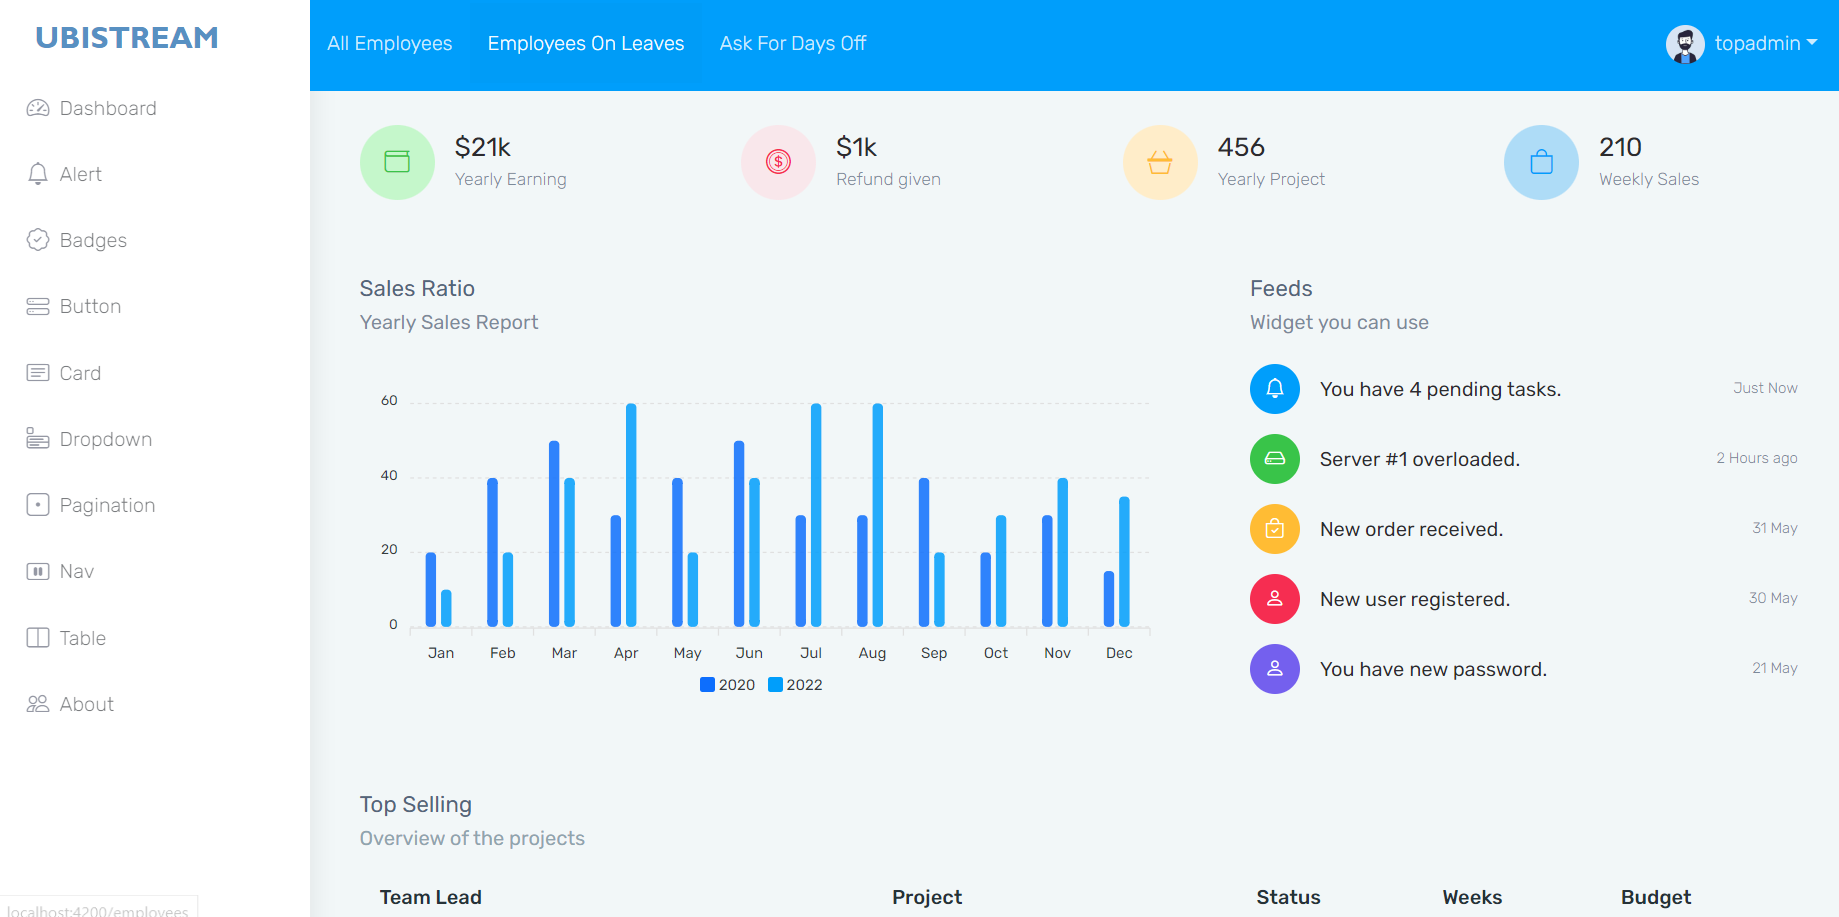 UBISTREAM
All Employees
Employees On Leaves
Ask For Days Off
topadmin
Dashboard
Alert
Badges
Button
Card
Dropdown
Pagination
Nav
Table
About
$21k
Yearly Earning
$1k
Refund given
456
Yearly Project
210
Weekly Sales
Sales Ratio
Yearly Sales Report
60
40
20
0
Jan Feb Mar Apr May Jun Jul Aug Sep Oct Nov Dec
2020 2022
Feeds
Widget you can use
You have 4 pending tasks. Just Now
Server #1 overloaded. 2 Hours ago
New order received. 31 May
New user registered. 30 May
You have new password. 21 May
Top Selling
Overview of the projects
Team Lead Project Status Weeks Budget
localhost:4200/employees